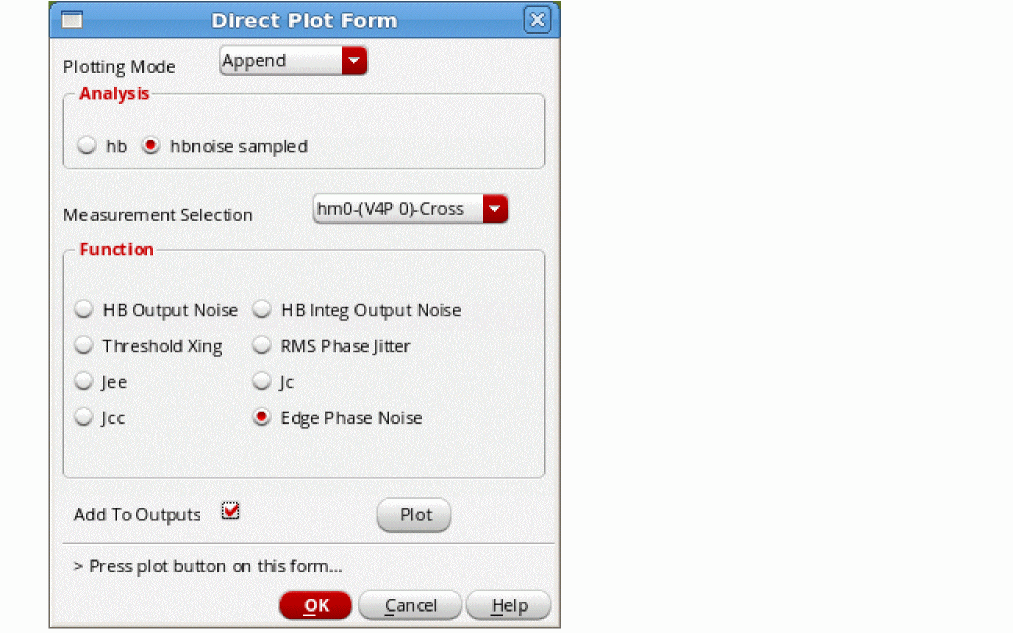 Direct Plot Form
Plotting Mode Append
Analysis
hb hbnoise sampled
Measurement Selection hm0-(V4P 0)-Cross
Function
HB Output Noise HB Integ Output Noise
Threshold Xing RMS Phase Jitter
Jee Jc
Jcc Edge Phase Noise
Add To Outputs Plot
> Press plot button on this form...
OK Cancel Help